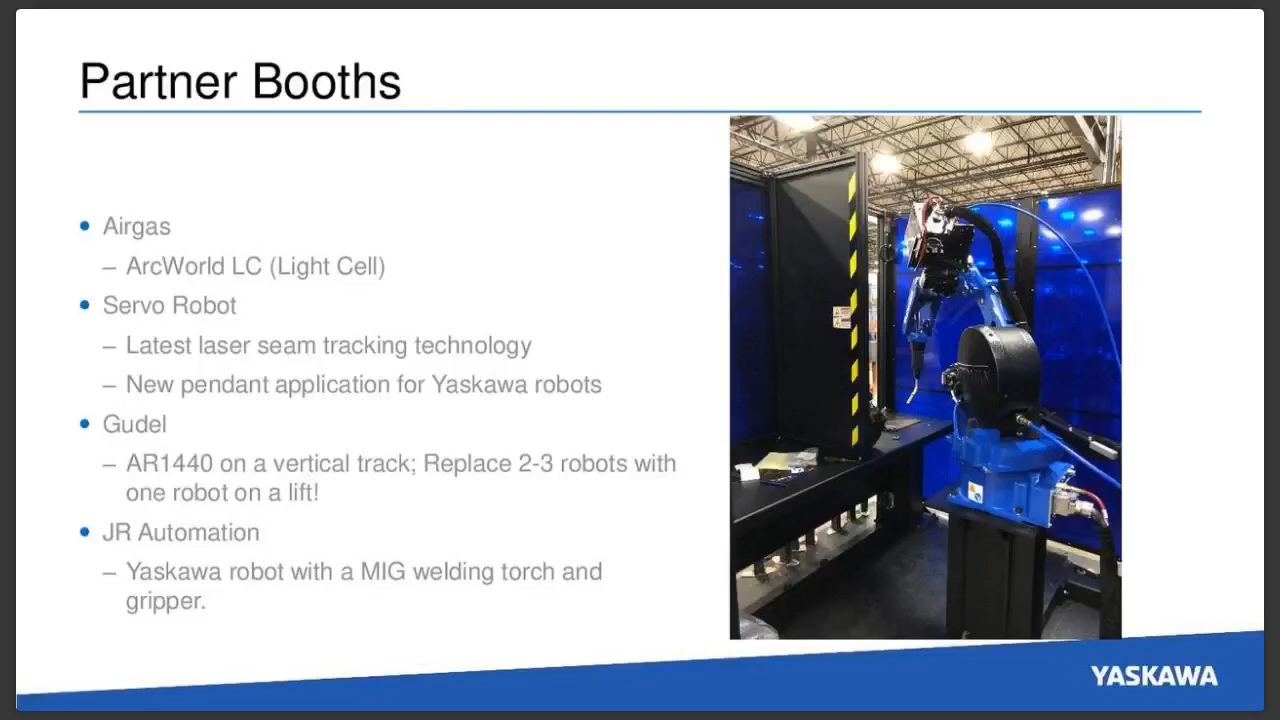 Partner Booths
• Airgas
– ArcWorld LC (Light Cell)
• Servo Robot
– Latest laser seam tracking technology
– New pendant application for Yaskawa robots
• Gudel
– AR1440 on a vertical track; Replace 2-3 robots with
one robot on a lift!
• JR Automation
– Yaskawa robot with a MIG welding torch and
gripper.
YASKAWA